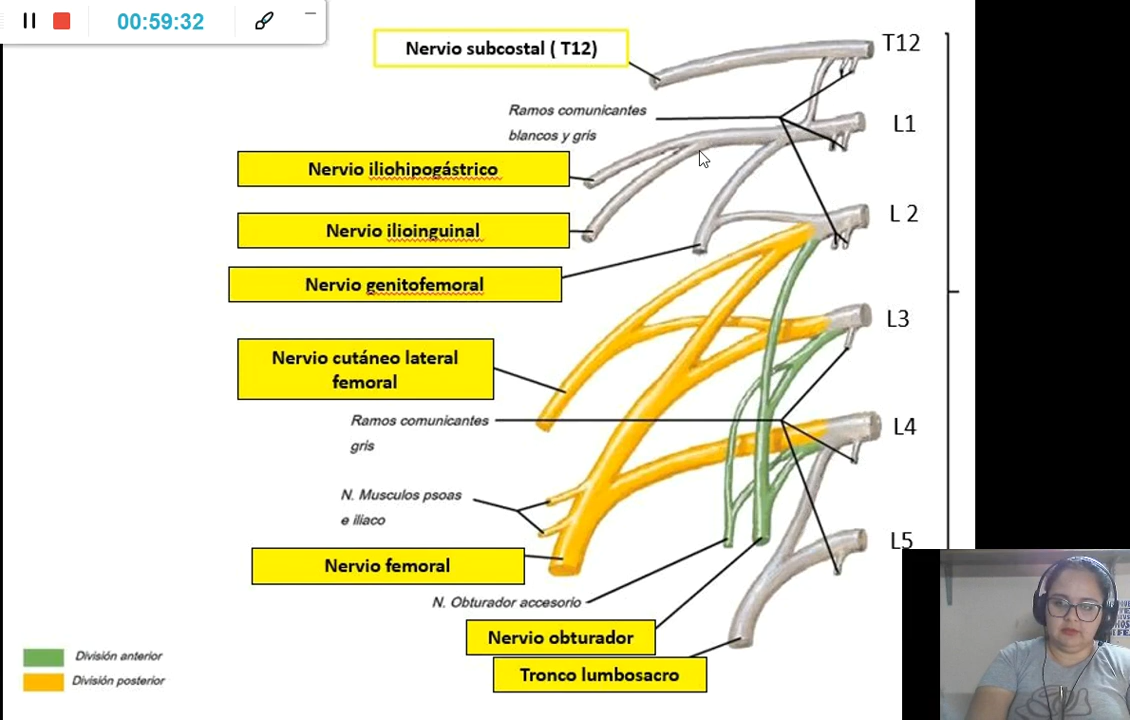 00:59:32
Nervio subcostal ( T12)
T12
Ramos comunicantes
blancos y gris
L1
Nervio iliohipogástrico
L 2
Nervio ilioinguinal
Nervio genitofemoral
L3
Nervio cutáneo lateral
femoral
Ramos comunicantes
gris
L4
N. Musculos psoas
e iliaco
L5
Nervio femoral
N. Obturador accesorio
Nervio obturador
Tronco lumbosacro
División anterior
División posterior